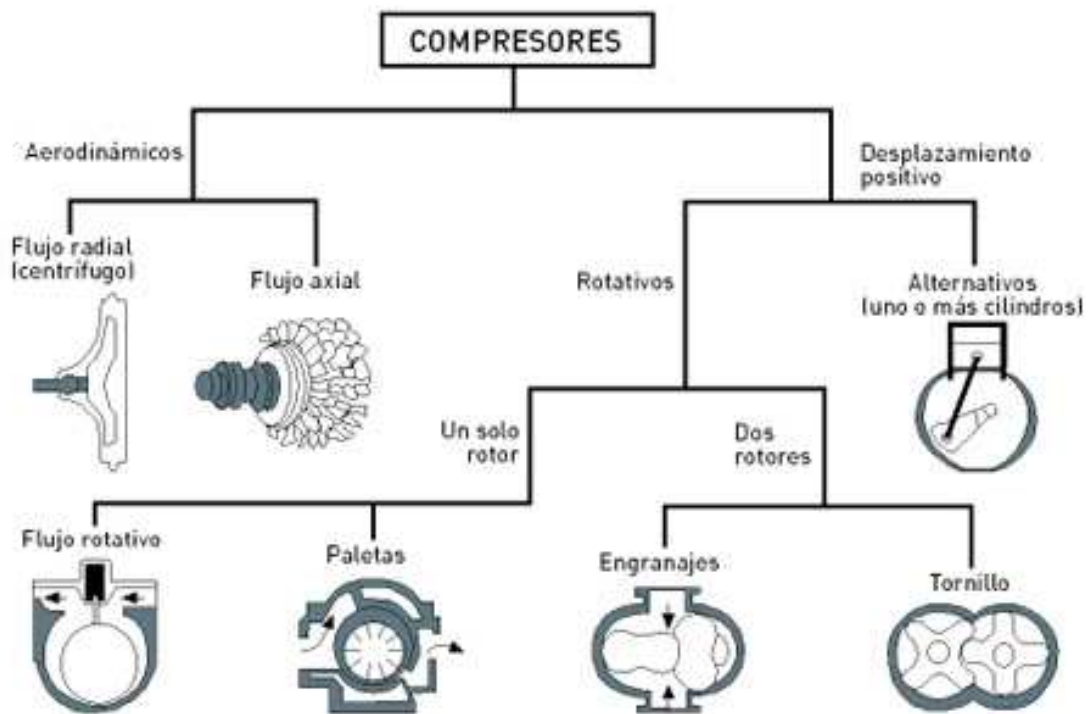 COMPRESORES
Aerodinámicos
Desplazamiento
positivo
Flujo radial
(centrífugo)
Flujo axial
Rotativos
Alternativos
(uno o más cilindros)
Un solo
rotor
Dos
rotores
Flujo rotativo
Paletas
Engranajes
Tornillo